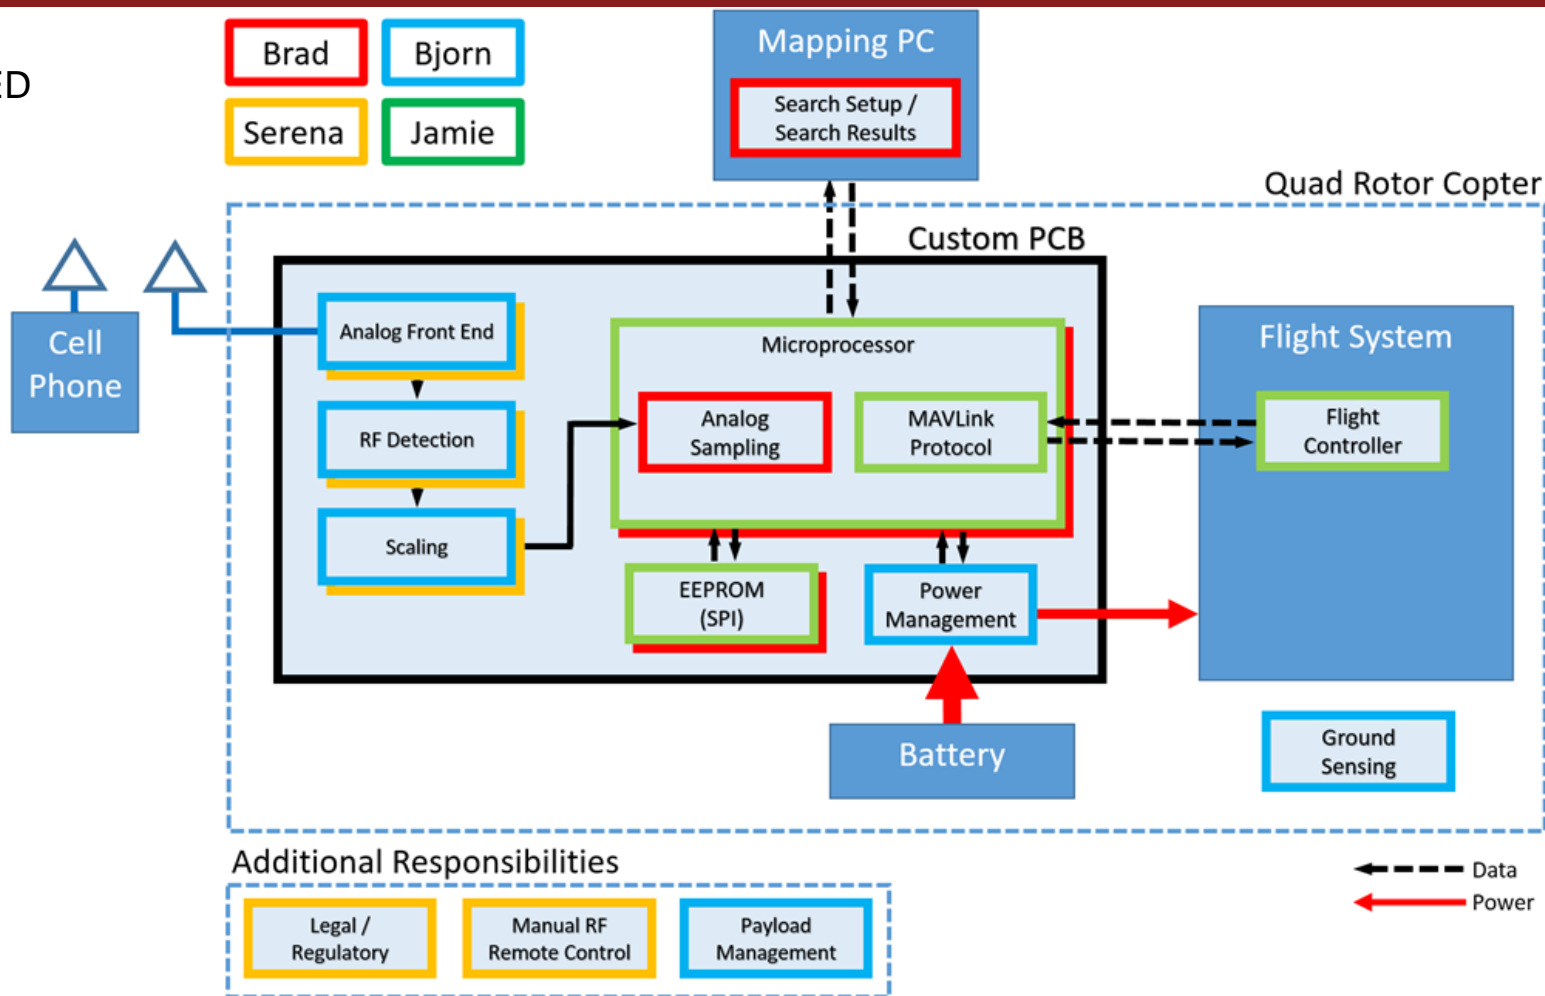 ED
Brad
Bjorn
Serena
Jamie
Mapping PC
Search Setup /
Search Results
Quad Rotor Copter
Custom PCB
Cell
Phone
Analog Front End
RF Detection
Scaling
Microprocessor
Analog
Sampling
MAVLink
Protocol
EEPROM
(SPI)
Power
Management
Flight System
Flight
Controller
Battery
Ground
Sensing
Additional Responsibilities
Legal /
Regulatory
Manual RF
Remote Control
Payload
Management
Data
Power